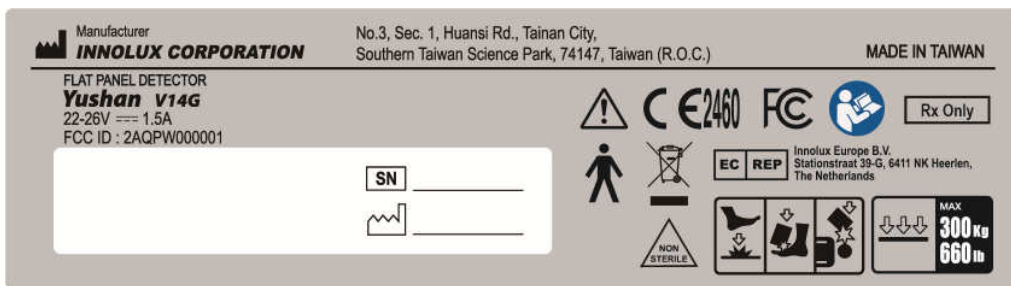 Manufacturer
INNOLUX CORPORATION
No.3, Sec. 1, Huansi Rd., Tainan City,
Southern Taiwan Science Park, 74147, Taiwan (R.O.C.)
MADE IN TAIWAN
FLAT PANEL DETECTOR
Yushan V14G
22-26V ⎓ 1.5A
FCC ID : 2AQPW000001
SN
CE2460
FC
Rx Only
EC REP
Innolux Europe B.V.
Stationstraat 39-G, 6411 NK Heerlen,
The Netherlands
NON
STERILE
MAX
300Kg
660lb